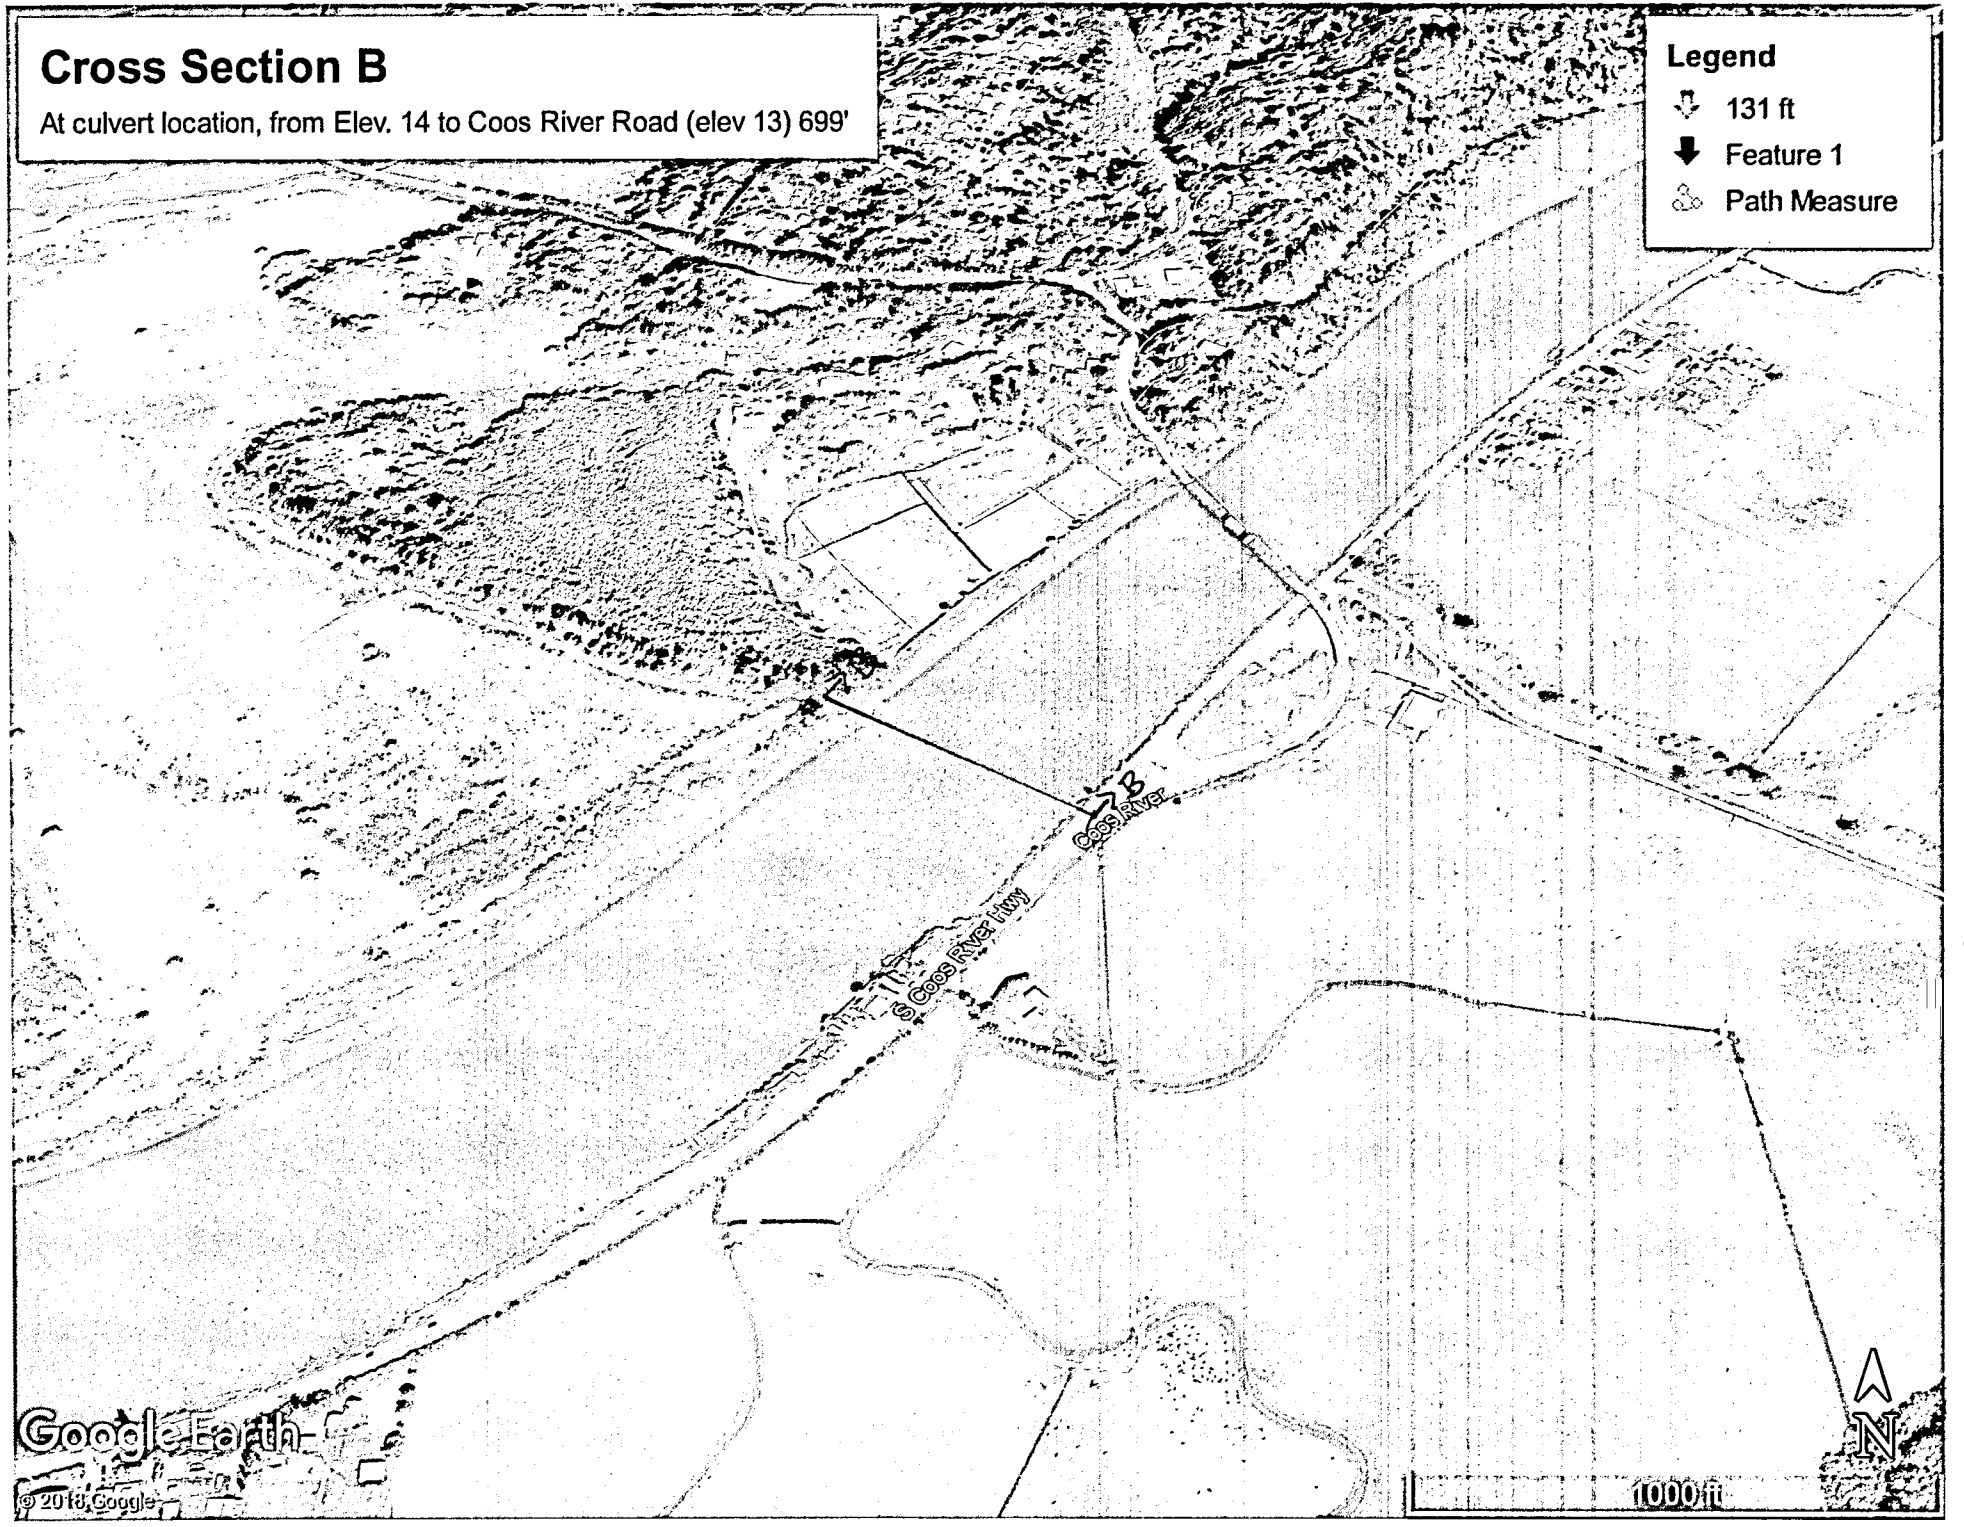 Cross Section B
At culvert location, from Elev. 14 to Coos River Road (elev 13) 699'
Legend
131 ft
Feature 1
Path Measure
B
B
Coos River
S Coos River Hwy
Google Earth
© 2018 Google
N
1000 ft